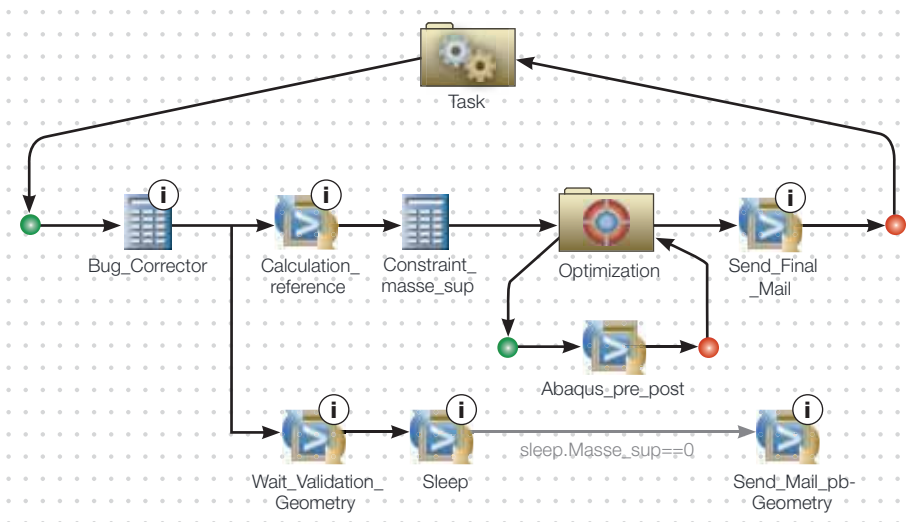 Task
i
i
i
Bug_Corrector
Calculation_
reference
Constraint_
masse_sup
Optimization
Send_Final
_Mail
Abaqus_pre_post
i
i
i
sleep.Masse_sup==0
Wait_Validation_
Geometry
Sleep
Send_Mail_pb-
Geometry